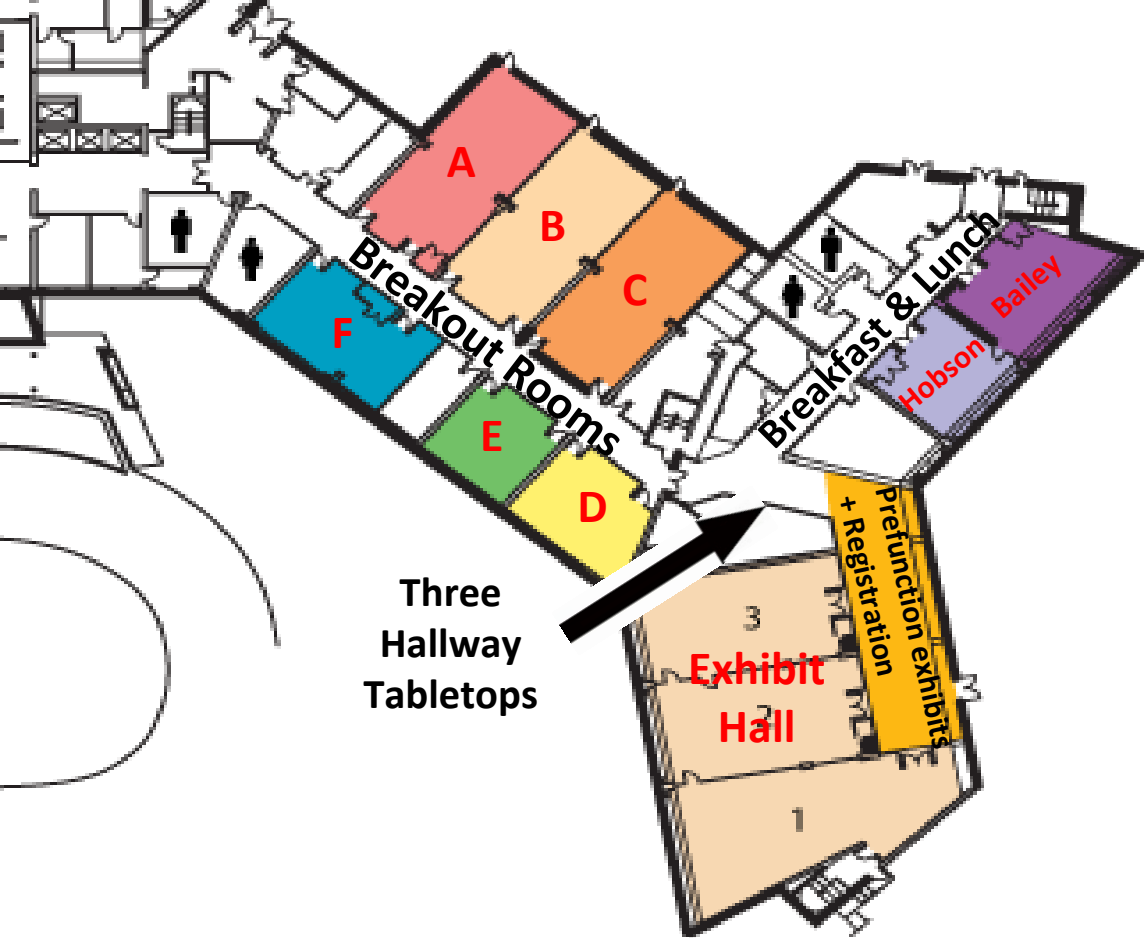 A
B
C
Breakout Rooms
F
E
D
Breakfast & Lunch
Bailey
Hobson
Three
Hallway
Tabletops
Prefunction exhibits
+ Registration
3
Exhibit
2
Hall
1